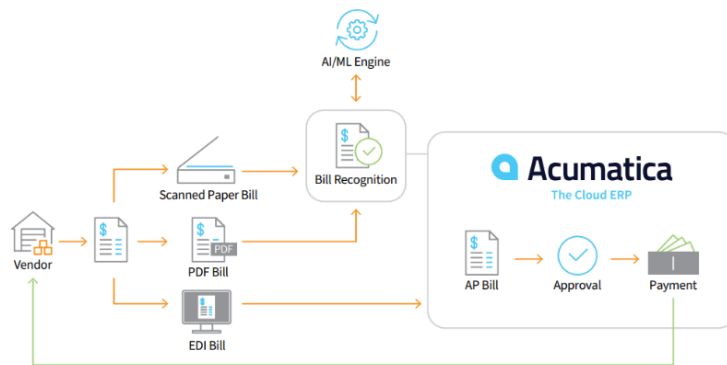 AI/ML Engine
$
Bill Recognition
Scanned Paper Bill
Acumatica
The Cloud ERP
$
$
PDF
$
Vendor
PDF Bill
AP Bill
Approval
Payment
$
EDI Bill